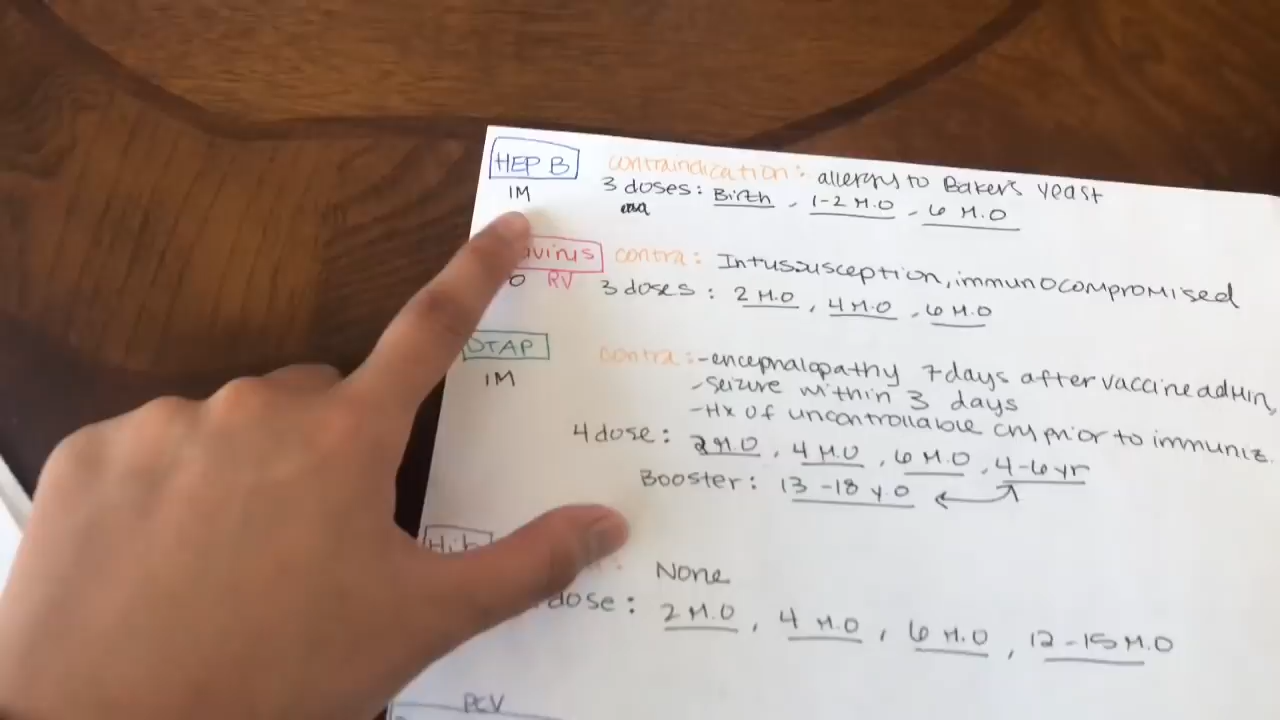 HEP B contraindication: allergy to Baker's yeast
IM 3 doses: Birth, 1-2 M.O, 6 M.O
contra: Intussusception, immunocompromised
RV 3 doses: 2 M.O, 4 M.O, 6 M.O
DTAP contra: -encephalopathy 7 days after vaccine admin,
IM -seizure within 3 days
-Hx of uncontrollable cry prior to immuniz.
4 dose: 2 M.O, 4 M.O, 6 M.O, 4-6 yr
Booster: 13-18 y.o
Hib None
dose: 2 M.O, 4 M.O, 6 M.O, 12-15 M.O
PCV